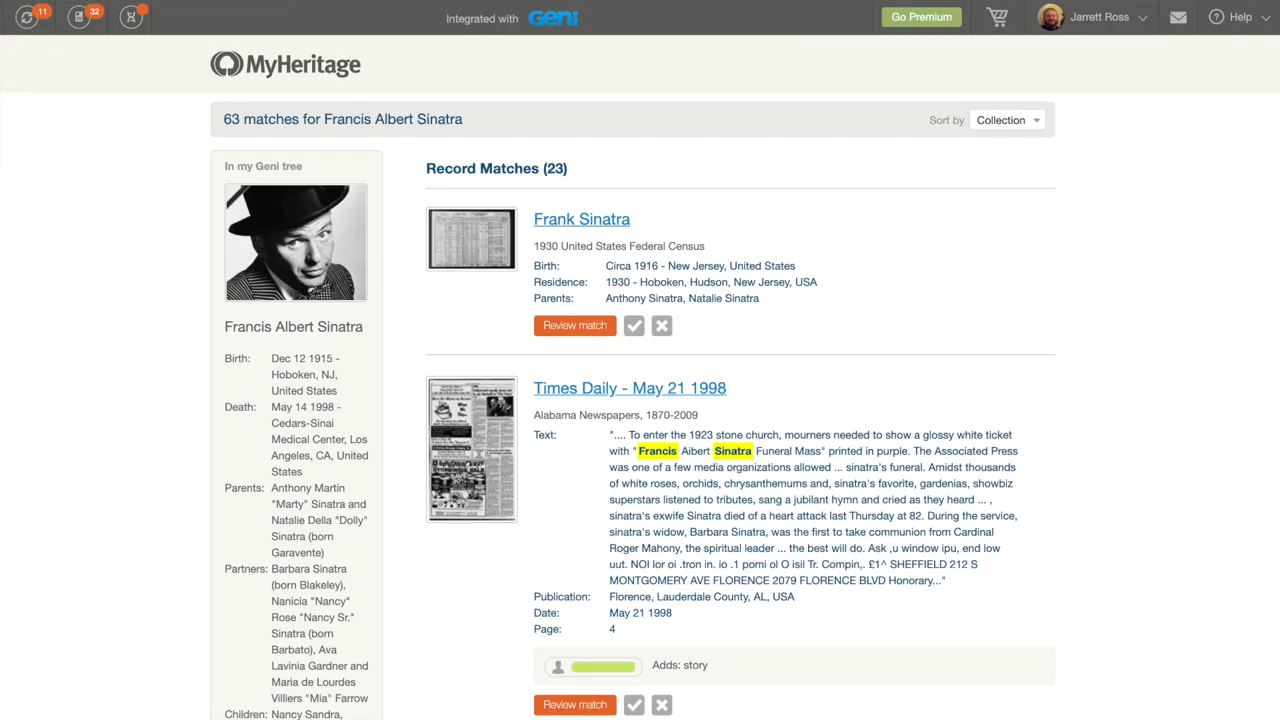 11
32
Integrated with Geni
Go Premium
Jarrett Ross
Help
MyHeritage
63 matches for Francis Albert Sinatra
Sort by Collection
In my Geni tree
Francis Albert Sinatra
Birth: Dec 12 1915 -
Hoboken, NJ,
United States
Death: May 14 1998 -
Cedars-Sinai
Medical Center, Los
Angeles, CA, United
States
Parents: Anthony Martin
"Marty" Sinatra and
Natalie Della "Dolly"
Sinatra (born
Garavente)
Partners: Barbara Sinatra
(born Blakeley),
Nanicia "Nancy"
Rose "Nancy Sr."
Sinatra (born
Barbato), Ava
Lavinia Gardner and
Maria de Lourdes
Villiers "Mia" Farrow
Children: Nancy Sandra,
Record Matches (23)
Frank Sinatra
1930 United States Federal Census
Birth: Circa 1916 - New Jersey, United States
Residence: 1930 - Hoboken, Hudson, New Jersey, USA
Parents: Anthony Sinatra, Natalie Sinatra
Review match
Times Daily - May 21 1998
Alabama Newspapers, 1870-2009
Text: ".... To enter the 1923 stone church, mourners needed to show a glossy white ticket
with "Francis Aibert Sinatra Funeral Mass" printed in purple. The Associated Press
was one of a few media organizations allowed ... sinatra's funeral. Amidst thousands
of white roses, orchids, chrysanthemums and, sinatra's favorite, gardenias, showbiz
superstars listened to tributes, sang a jubilant hymn and cried as they heard ... ,
sinatra's exwife Sinatra died of a heart attack last Thursday at 82. During the service,
sinatra's widow, Barbara Sinatra, was the first to take communion from Cardinal
Roger Mahony, the spiritual leader ... the best will do. Ask ,u window ipu, end low
uut. NOI lor oi .tron in. io .1 pomi ol O isil Tr. Compin,. £1^ SHEFFIELD 212 S
MONTGOMERY AVE FLORENCE 2079 FLORENCE BLVD Honorary..."
Publication: Florence, Lauderdale County, AL, USA
Date: May 21 1998
Page: 4
Adds: story
Review match